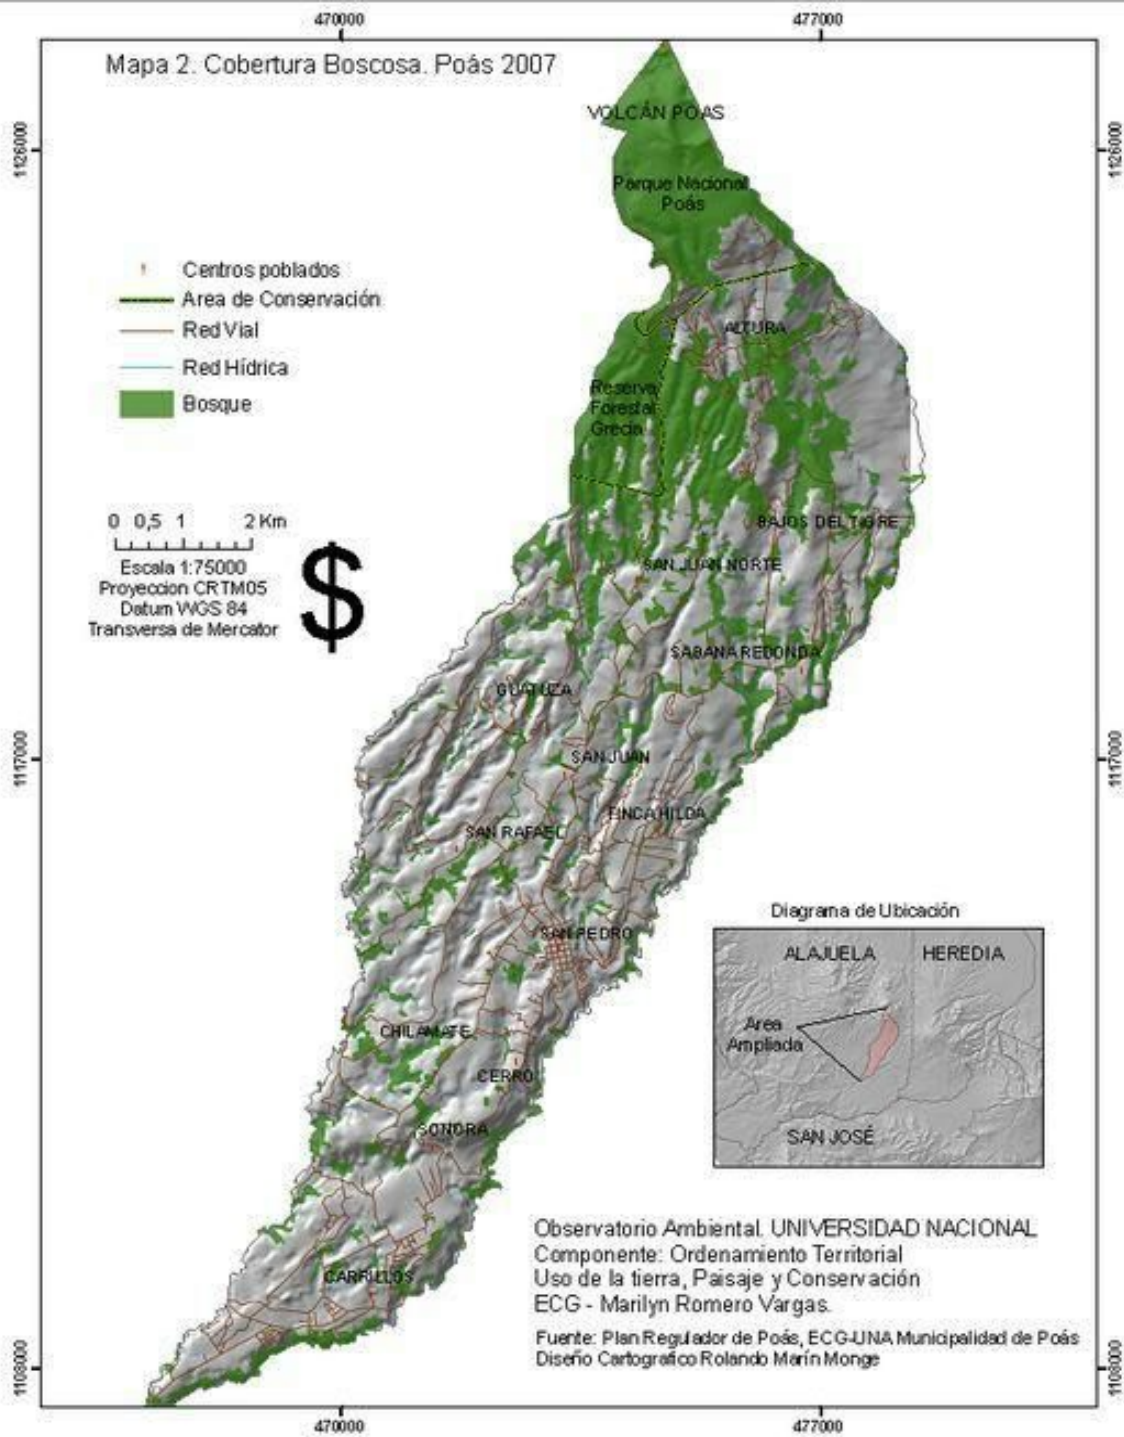 470000
477000
Mapa 2. Cobertura Boscosa. Poás 2007
VOLCÁN POAS
1126000
1126000
Parque Nacional
Poás
Centros poblados
Area de Conservación
Red Vial
Red Hídrica
Bosque
ALTURA
Reserva
Forestal
Grecia
0 0,5 1 2 Km
Escala 1:75000
Proyeccion CRTM05
Datum WGS 84
Transversa de Mercator
$
BAJOS DEL TIGRE
SAN JUAN NORTE
SABANA REDONDA
GUATUZA
SAN JUAN
1117000
1117000
FINCA HILDA
SAN RAFAEL
SAN PEDRO
Diagrama de Ubicación
ALAJUELA
HEREDIA
Area
Ampliada
SAN JOSÉ
CHILAMATE
CERRO
SONORA
CARRILLOS
Observatorio Ambiental. UNIVERSIDAD NACIONAL
Componente: Ordenamiento Territorial
Uso de la tierra, Paisaje y Conservación
ECG - Marilyn Romero Vargas.
Fuente: Plan Regulador de Poás, ECG-UNA Municipalidad de Poás
Diseño Cartografico Rolando Marín Monge
1108000
1108000
470000
477000